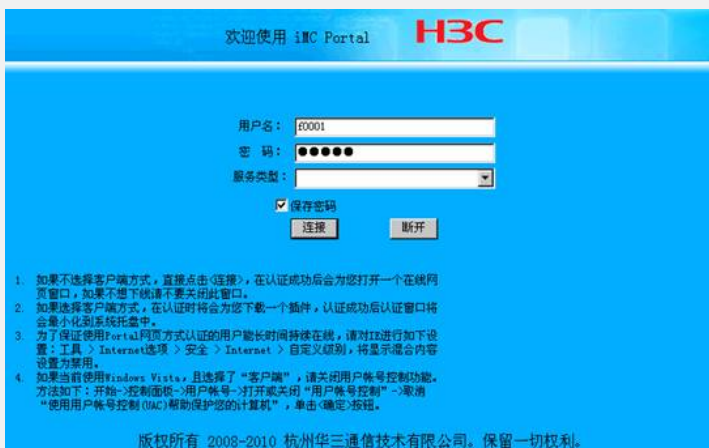 欢迎使用 iMC Portal H3C
用户名： f0001
密 码： ●●●●●
服务类型：
保存密码
连接 断开
1. 如果不选择客户端方式，直接点击<连接>，在认证成功后会为您打开一个在线网
页窗口，如果不想下线请不要关闭此窗口。
2. 如果选择客户端方式，在认证时将会为您下载一个插件，认证成功后认证窗口将
会最小化到系统托盘中。
3. 为了保证使用Portal网页方式认证的用户能长时间持续在线，请对IE进行如下设
置：工具 > Internet选项 > 安全 > Internet > 自定义级别，将显示混合内容
设置为禁用。
4. 如果当前使用Windows Vista，且选择了“客户端”，请关闭用户帐号控制功能。
方法如下：开始->控制面板->用户帐号->打开或关闭“用户帐号控制”->取消
“使用用户帐号控制(UAC)帮助保护您的计算机”，单击<确定>按钮。
版权所有 2008-2010 杭州华三通信技术有限公司。保留一切权利。